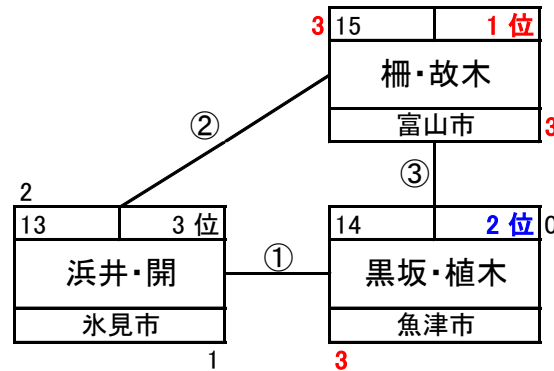 3 15 1 位
柵・故木
富山市 3
②
③
2
13 3 位
浜井・開
氷見市
1
①
14 2 位 0
黒坂・植木
魚津市
3